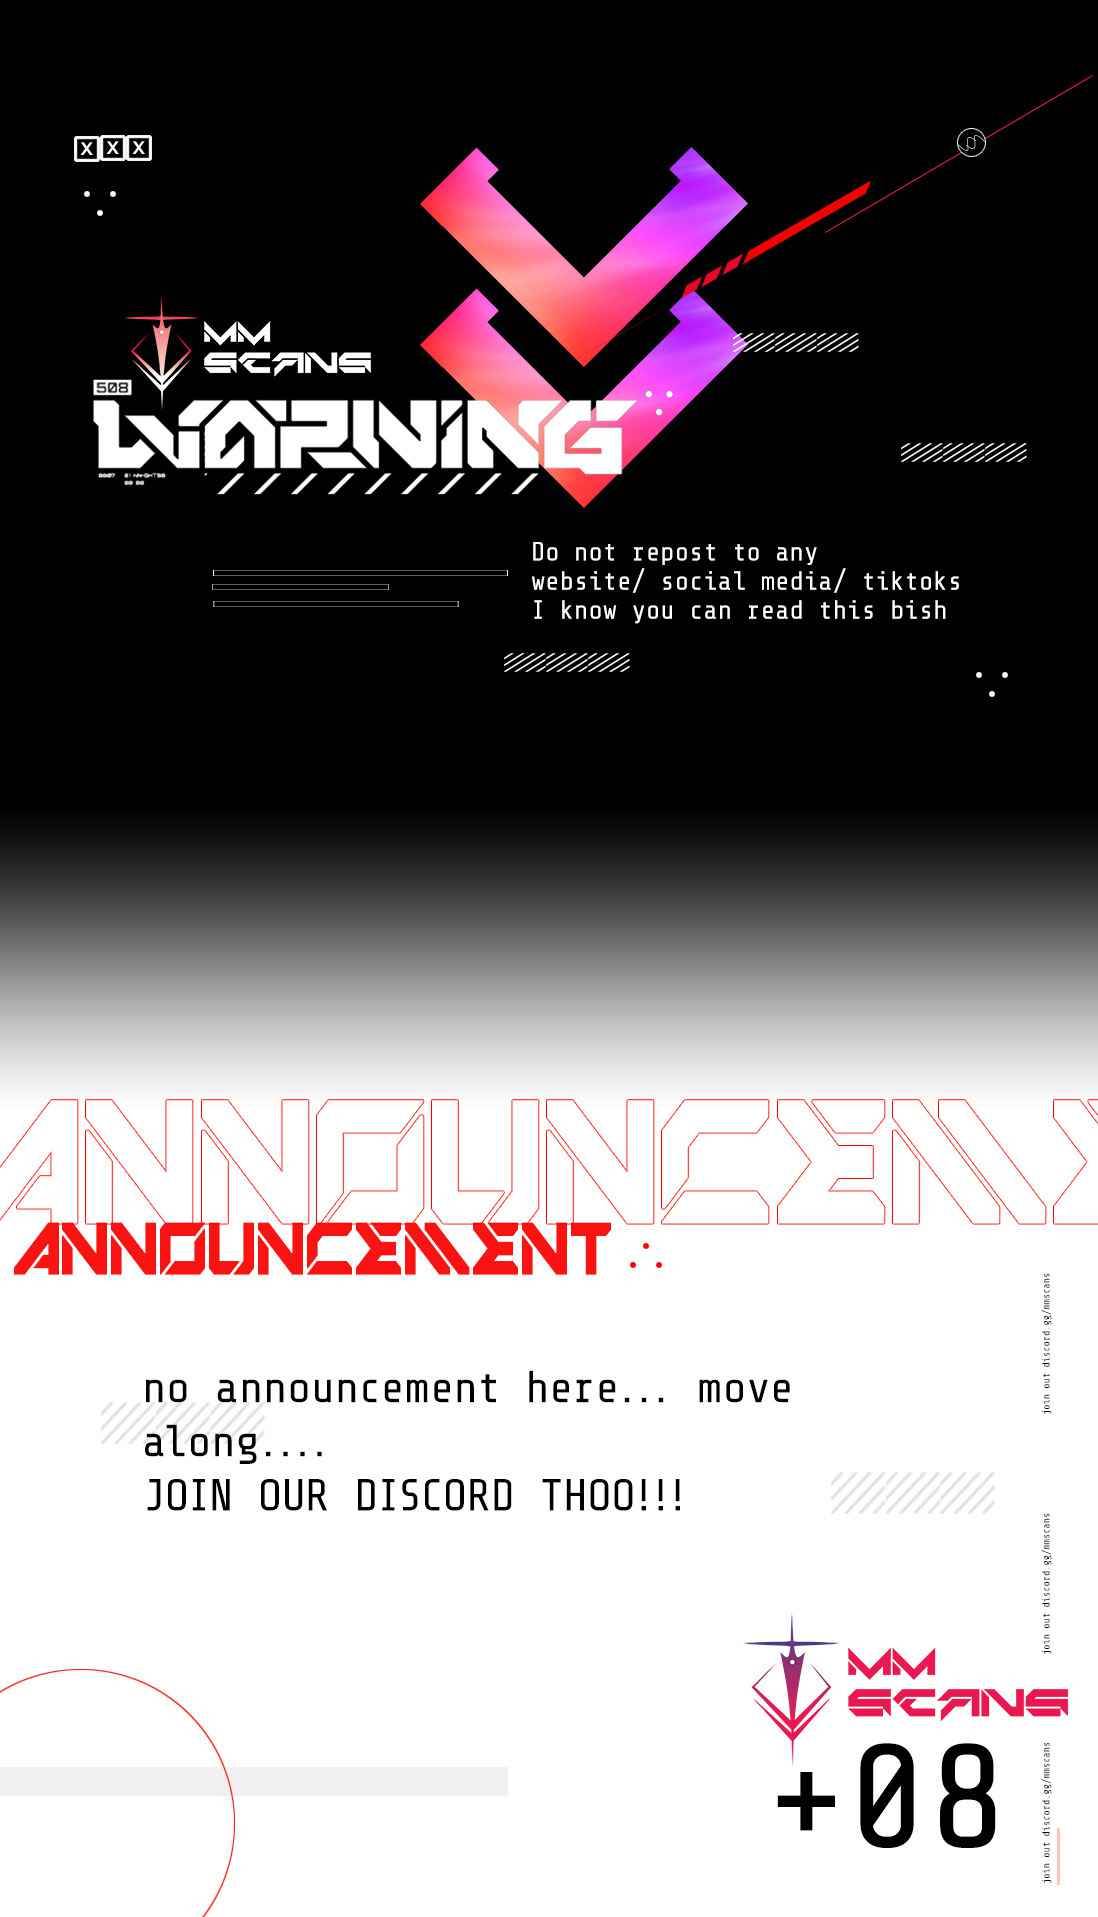 XXX
MM
SCANS
508
WARNING
Do not repost to any
website/ social media/ tiktoks
I know you can read this bish
ANNOUNCEME
ANNOUNCEMENT
no announcement here... move
along....
JOIN OUR DISCORD THOO!!!
join out discord gg/mmscans
join out discord gg/mmscans
MM
SCANS
+08
join out discord gg/mmscans